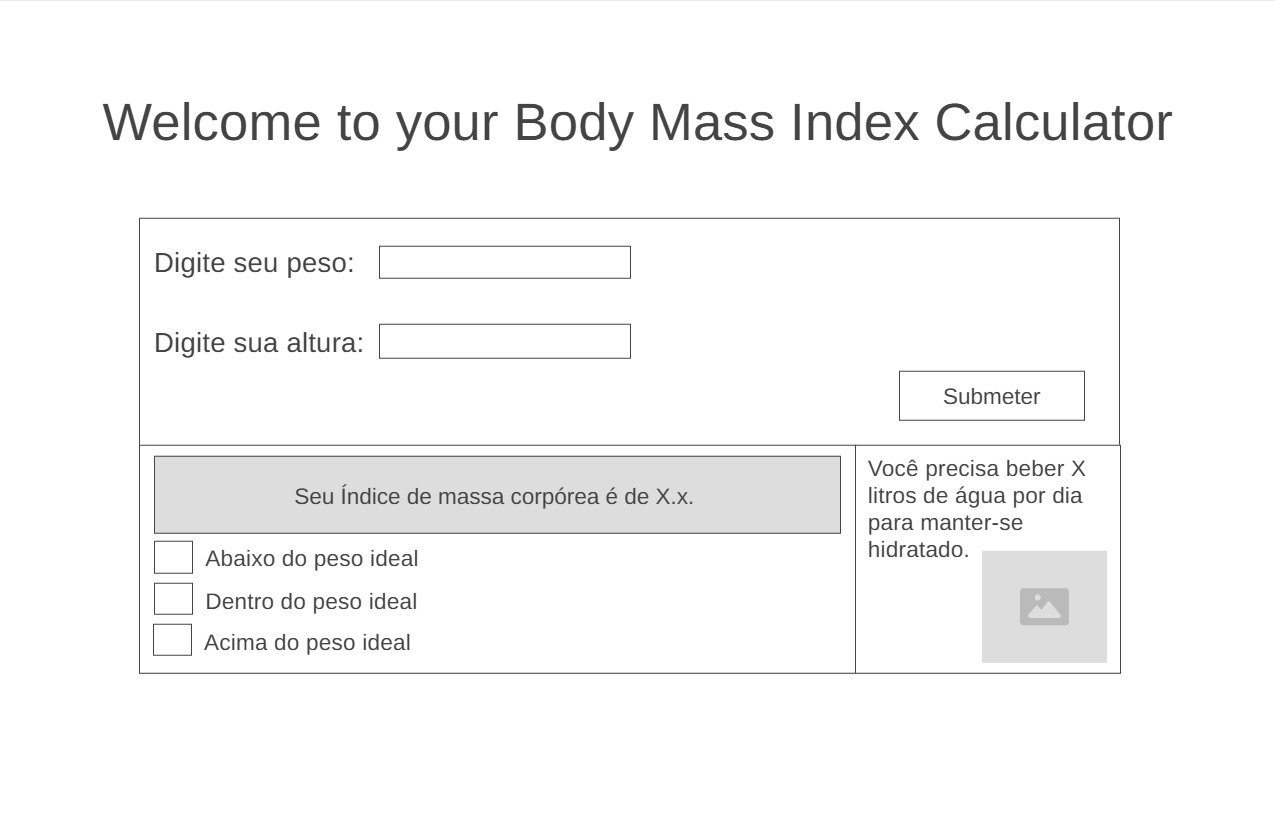 Welcome to your Body Mass Index Calculator
Digite seu peso:
Digite sua altura:
Submeter
Seu Índice de massa corpórea é de X.x.
Abaixo do peso ideal
Dentro do peso ideal
Acima do peso ideal
Você precisa beber X
litros de água por dia
para manter-se
hidratado.